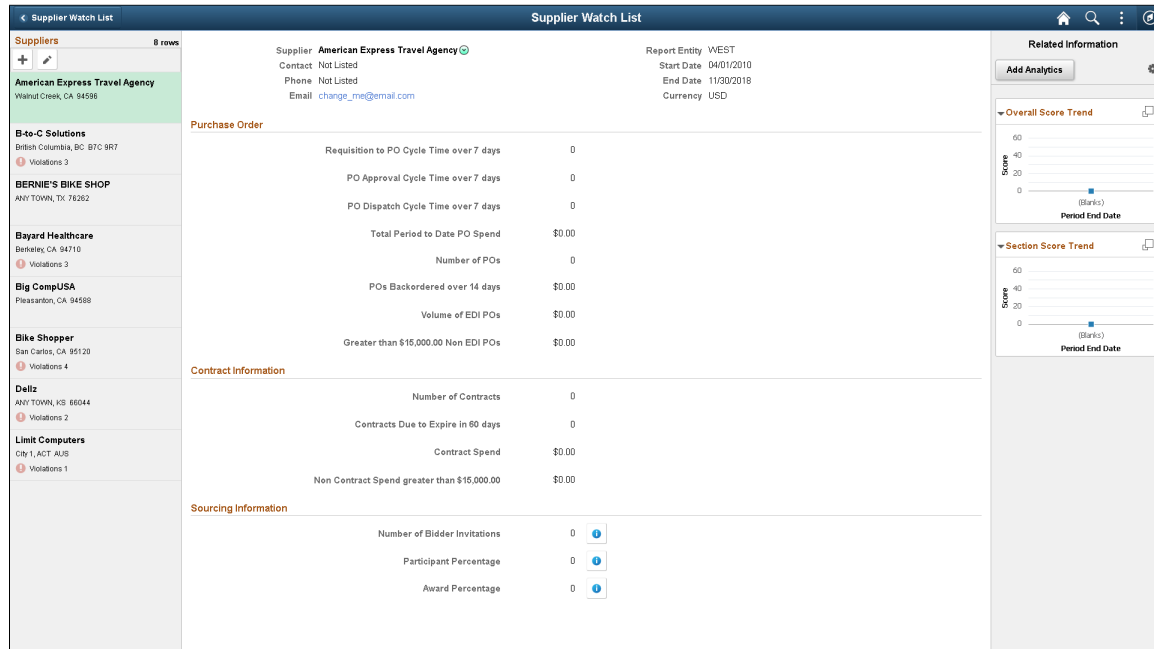 Supplier Watch List
Supplier Watch List
Suppliers
8 rows
American Express Travel Agency
Walnut Creek, CA 94596
B-to-C Solutions
British Columbia, BC B7C 9R7
Violations 3
BERNIE'S BIKE SHOP
ANY TOWN, TX 76262
Bayard Healthcare
Berkeley, CA 94710
Violations 3
Big CompUSA
Pleasanton, CA 94588
Bike Shopper
San Carlos, CA 95120
Violations 4
Dellz
ANY TOWN, KS 66044
Violations 2
Limit Computers
City 1, ACT AUS
Violations 1
Supplier American Express Travel Agency
Contact Not Listed
Phone Not Listed
Email change_me@email.com
Report Entity WEST
Start Date 04/01/2010
End Date 11/30/2018
Currency USD
Purchase Order
Requisition to PO Cycle Time over 7 days 0
PO Approval Cycle Time over 7 days 0
PO Dispatch Cycle Time over 7 days 0
Total Period to Date PO Spend $0.00
Number of POs 0
POs Backordered over 14 days $0.00
Volume of EDI POs $0.00
Greater than $15,000.00 Non EDI POs $0.00
Contract Information
Number of Contracts 0
Contracts Due to Expire in 60 days 0
Contract Spend $0.00
Non Contract Spend greater than $15,000.00 $0.00
Sourcing Information
Number of Bidder Invitations 0
Participant Percentage 0
Award Percentage 0
Related Information
Add Analytics
Overall Score Trend
60
40
20
0
Score
(Blanks)
Period End Date
Section Score Trend
60
40
20
0
Score
(Blanks)
Period End Date